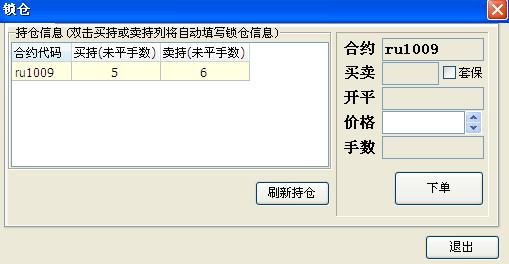 锁仓
持仓信息(双击买持或卖持列将自动填写锁仓信息)
合约代码 买持(未平手数) 卖持(未平手数)
ru1009 5 6
刷新持仓
合约 ru1009
买卖 套保
开平
价格
手数
下单
退出